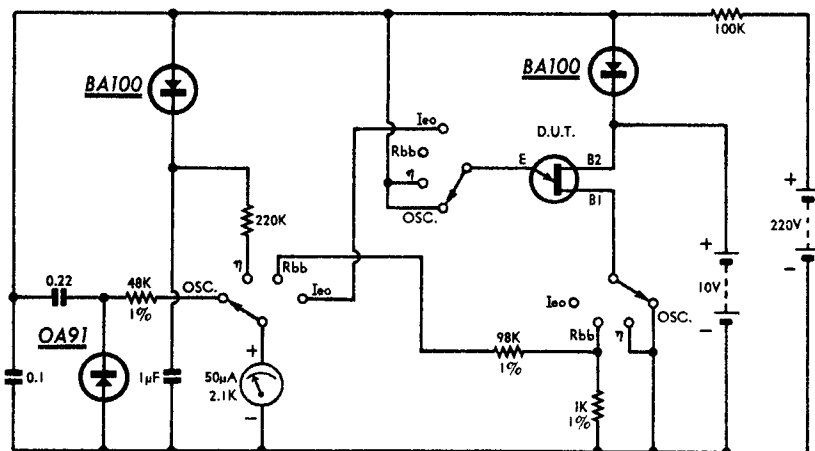 100K
BA100
BA100
Ieo
D.U.T.
Rbb
E
B2
η
B1
OSC.
220K
+
220V
−
+
10V
−
η
Rbb
0.22
48K
1%
OSC.
Ieo
Ieo
OSC.
Rbb
η
98K
1%
OA91
+
0.1
1µF
50µA
2.1K
−
1K
1%